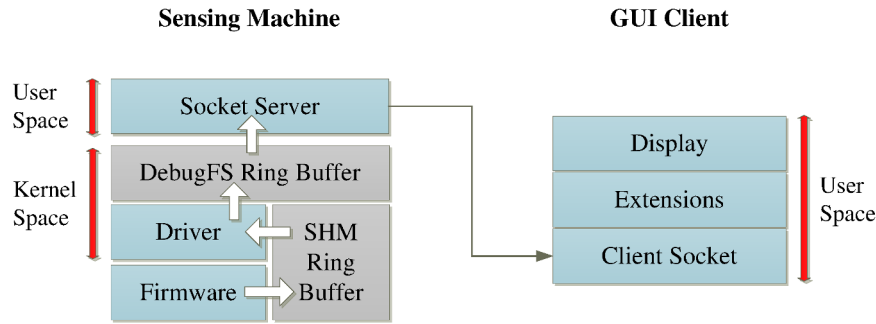 Sensing Machine
GUI Client
User
Space
Socket Server
DebugFS Ring Buffer
Kernel
Space
Driver
SHM
Ring
Buffer
Firmware
Display
Extensions
Client Socket
User
Space